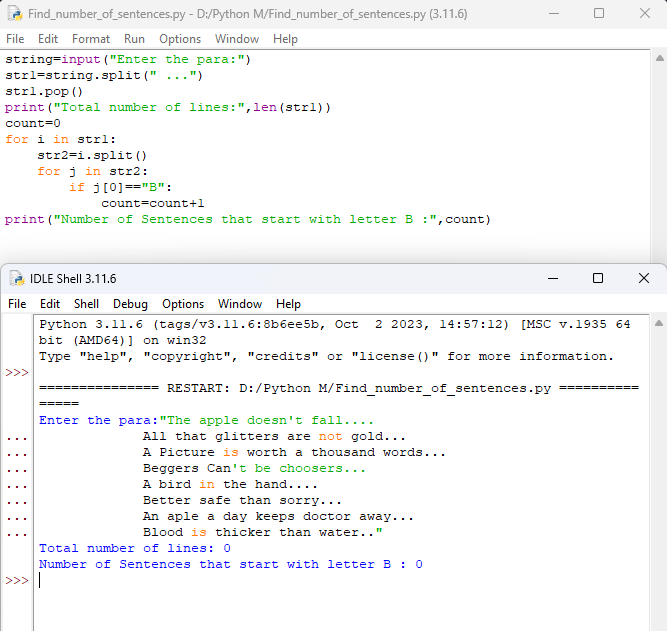 Find_number_of_sentences.py - D:/Python M/Find_number_of_sentences.py (3.11.6)
File Edit Format Run Options Window Help
string=input("Enter the para:")
str1=string.split(" ...")
str1.pop()
print("Total number of lines:",len(str1))
count=0
for i in str1:
    str2=i.split()
    for j in str2:
        if j[0]=="B":
            count=count+1
print("Number of Sentences that start with letter B :",count)
IDLE Shell 3.11.6
File Edit Shell Debug Options Window Help
Python 3.11.6 (tags/v3.11.6:8b6ee5b, Oct  2 2023, 14:57:12) [MSC v.1935 64
bit (AMD64)] on win32
Type "help", "copyright", "credits" or "license()" for more information.
>>>
=============== RESTART: D:/Python M/Find_number_of_sentences.py ==========
=====
Enter the para:"The apple doesn't fall....
... All that glitters are not gold...
... A Picture is worth a thousand words...
... Beggers Can't be choosers...
... A bird in the hand....
... Better safe than sorry...
... An aple a day keeps doctor away...
... Blood is thicker than water.."
Total number of lines: 0
Number of Sentences that start with letter B : 0
>>>